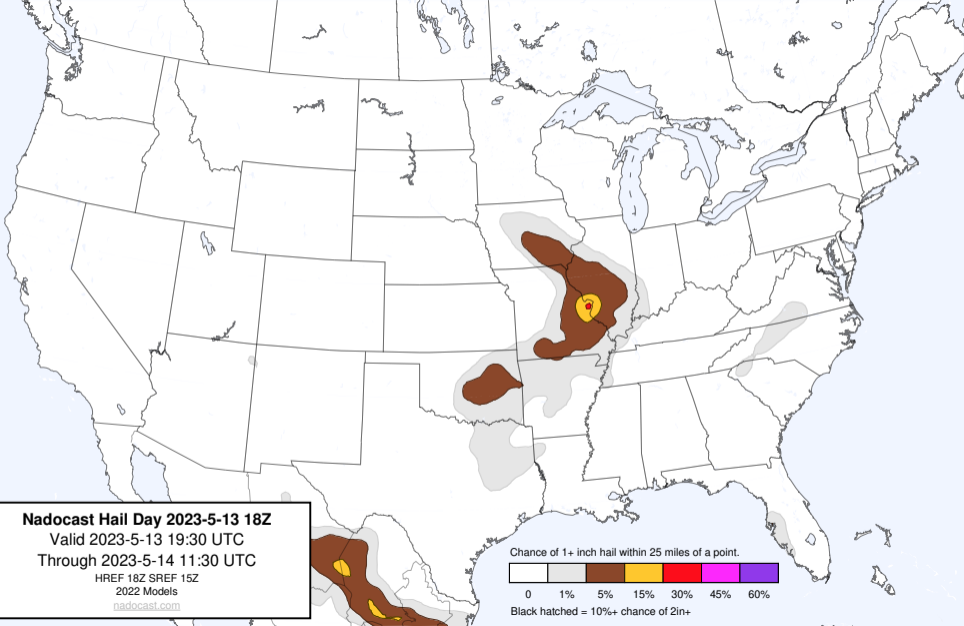 Nadocast Hail Day 2023-5-13 18Z
Valid 2023-5-13 19:30 UTC
Through 2023-5-14 11:30 UTC
HREF 18Z SREF 15Z
2022 Models
nadocast.com
Chance of 1+ inch hail within 25 miles of a point.
0 1% 5% 15% 30% 45% 60%
Black hatched = 10%+ chance of 2in+